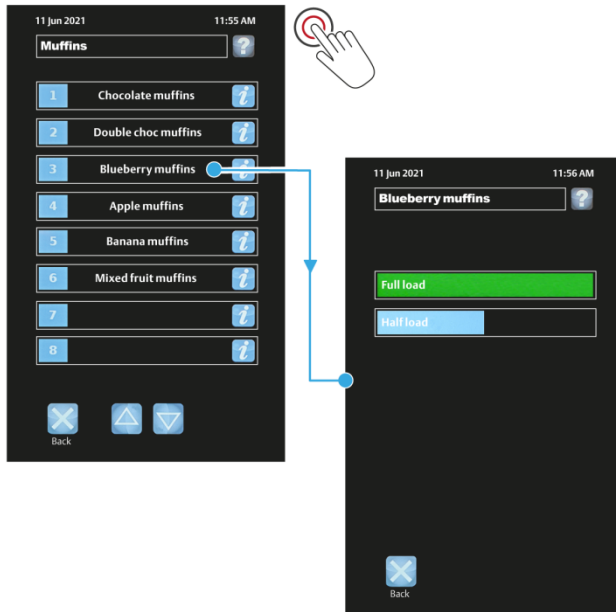 11 Jun 2021 11:55 AM
Muffins ?
1 Chocolate muffins i
2 Double choc muffins i
3 Blueberry muffins i
4 Apple muffins i
5 Banana muffins i
6 Mixed fruit muffins i
7 i
8 i
Back
11 Jun 2021 11:56 AM
Blueberry muffins ?
Full load
Half load
Back